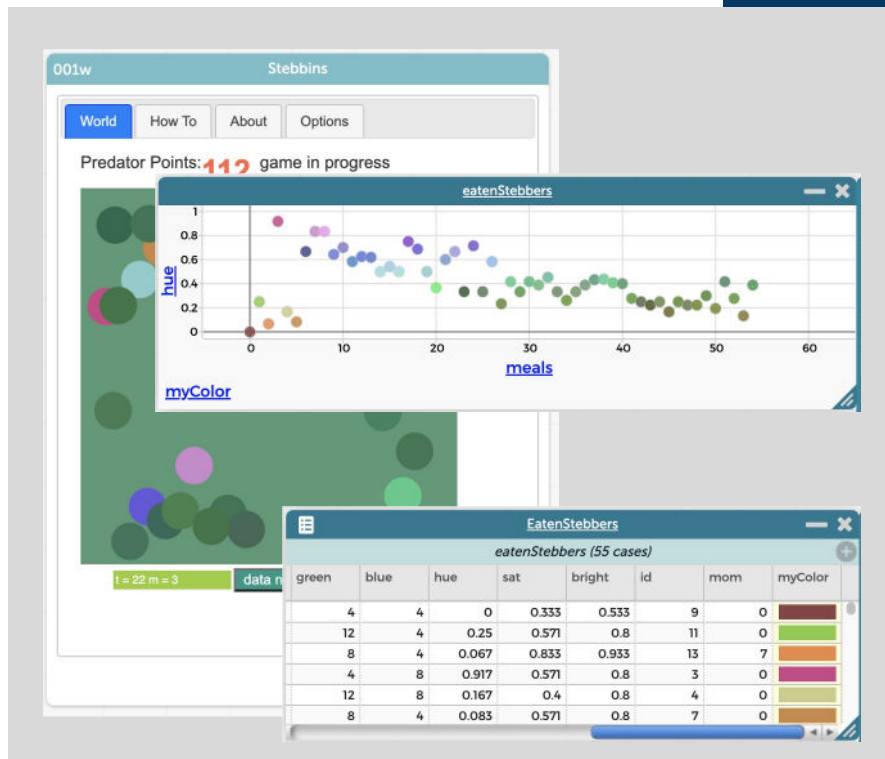 001w Stebbins
World How To About Options
Predator Points: 112 game in progress
eatenStebbers
1
0.8
0.6
0.4
0.2
0
hue
0 10 20 30 40 50 60
meals
myColor
t = 22 m = 3
EatenStebbers
eatenStebbers (55 cases)
green blue hue sat bright id mom myColor
4 4 0 0.333 0.533 9 0
12 4 0.25 0.571 0.8 11 0
8 4 0.067 0.833 0.933 13 7
4 8 0.917 0.571 0.8 3 0
12 8 0.167 0.4 0.8 4 0
8 4 0.083 0.571 0.8 7 0
data